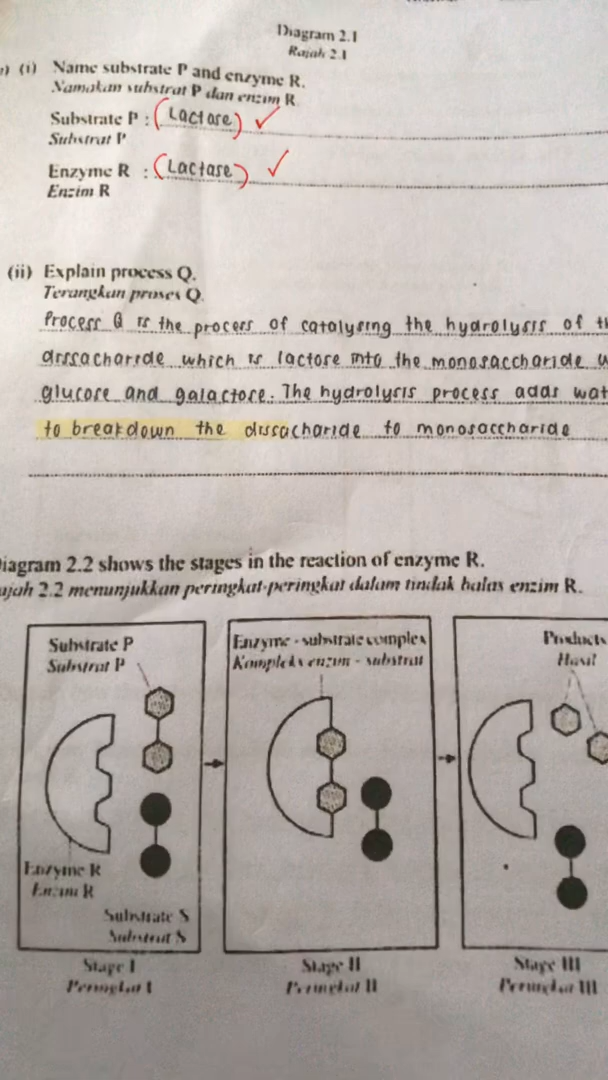 Diagram 2.1
Rajah 2.1
(i) Name substrate P and enzyme R.
Namakan substrat P dan enzim R.
Substrate P : (Lactose) ✓
Substrat P
Enzyme R : (Lactase) ✓
Enzim R
(ii) Explain process Q.
Terangkan proses Q.
Process Q is the process of catalysing the hydrolysis of
dissacharide which is lactose into the monosaccharide
glucose and galactose. The hydrolysis process adds
to breakdown the dissacharide to monosaccharide
Diagram 2.2 shows the stages in the reaction of enzyme R.
Rajah 2.2 menunjukkan peringkat-peringkat dalam tindak balas enzim R.
Substrate P
Substrat P
Enzyme R
Enzim R
Substrate S
Substrat S
Stage I
Peringkat I
Enzyme - substrate complex
Kompleks enzim - substrat
Stage II
Peringkat II
Products
Hasil
Stage III
Peringkat III